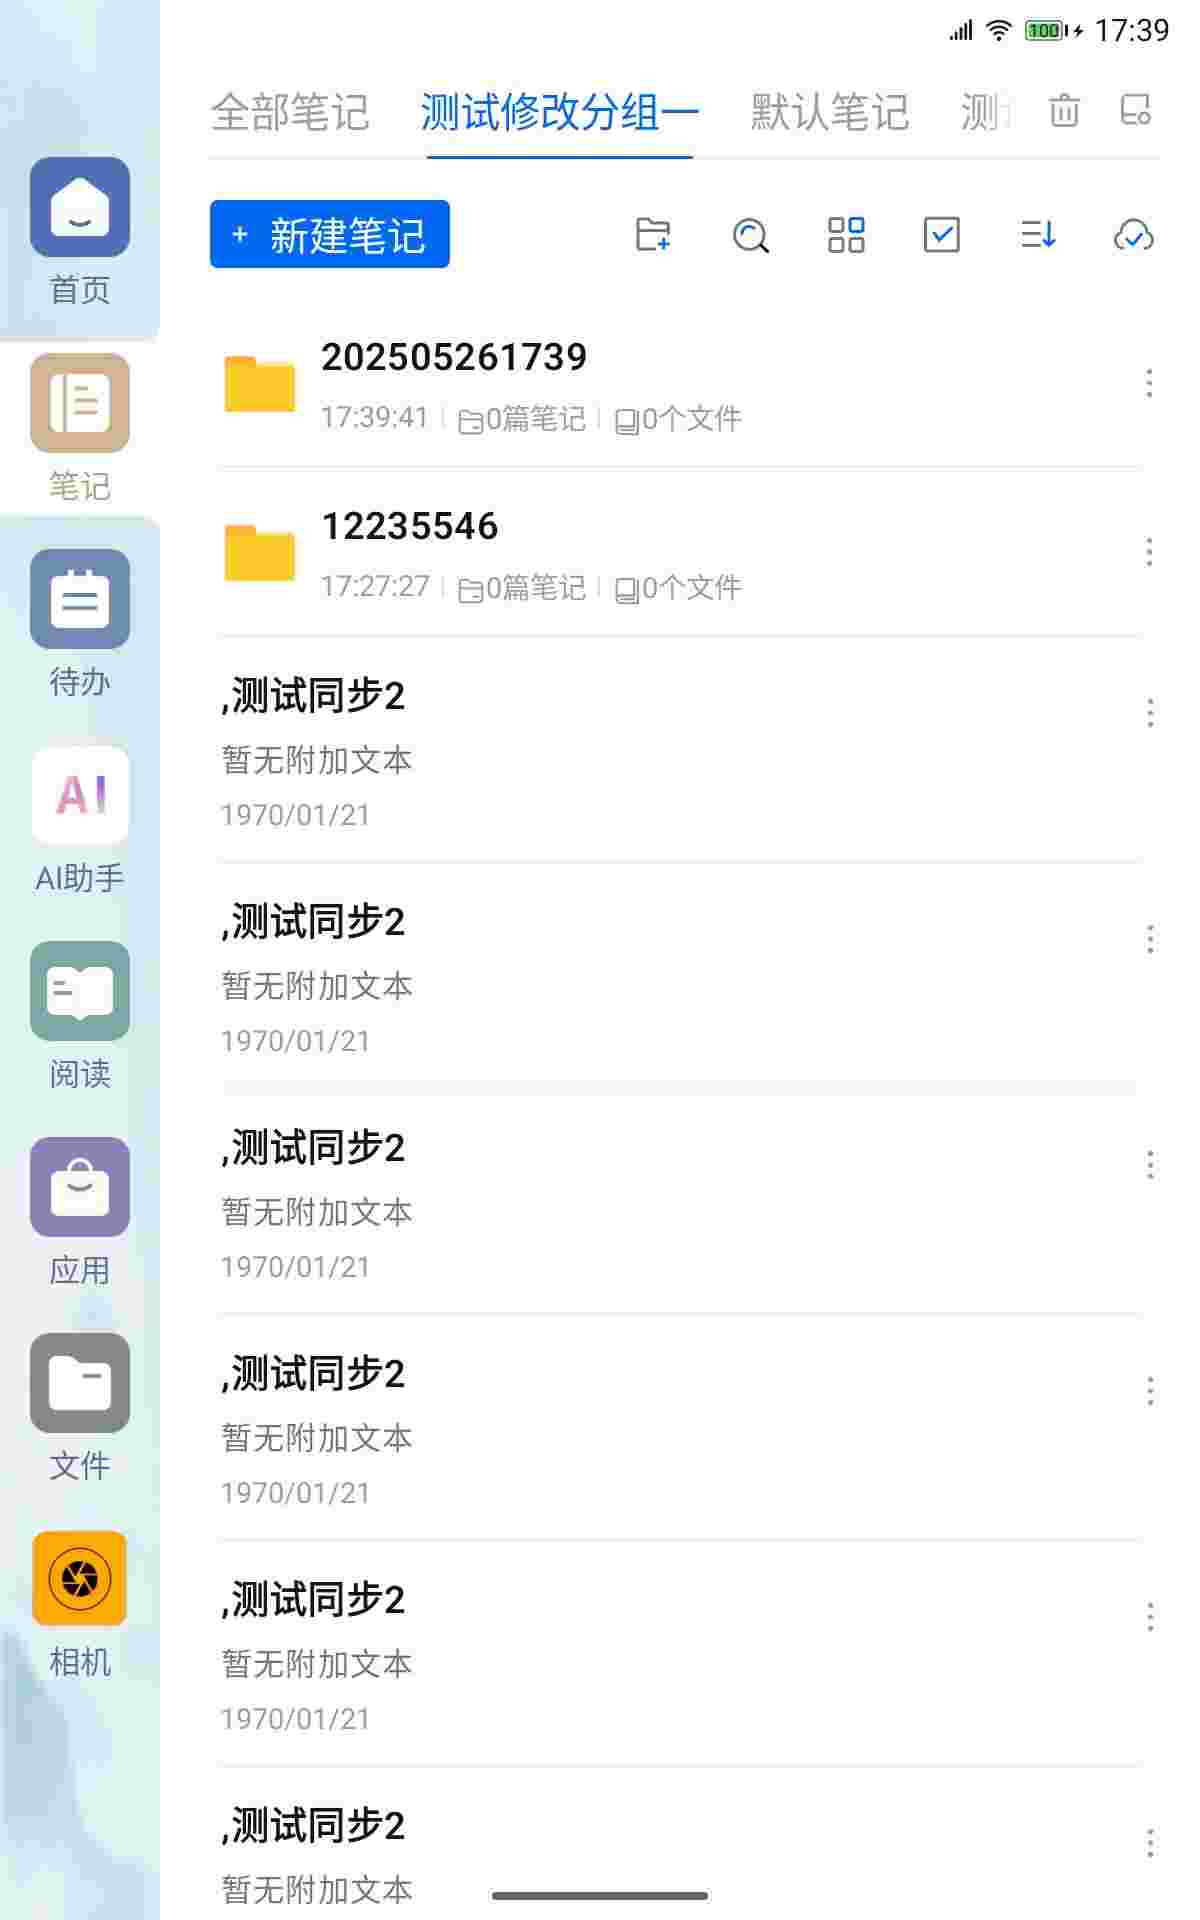 100 17:39
全部笔记 测试修改分组一 默认笔记 测
+ 新建笔记
202505261739
17:39:41 0篇笔记 0个文件
12235546
17:27:27 0篇笔记 0个文件
,测试同步2
暂无附加文本
1970/01/21
,测试同步2
暂无附加文本
1970/01/21
,测试同步2
暂无附加文本
1970/01/21
,测试同步2
暂无附加文本
1970/01/21
,测试同步2
暂无附加文本
1970/01/21
,测试同步2
暂无附加文本
首页
笔记
待办
AI
AI助手
阅读
应用
文件
相机